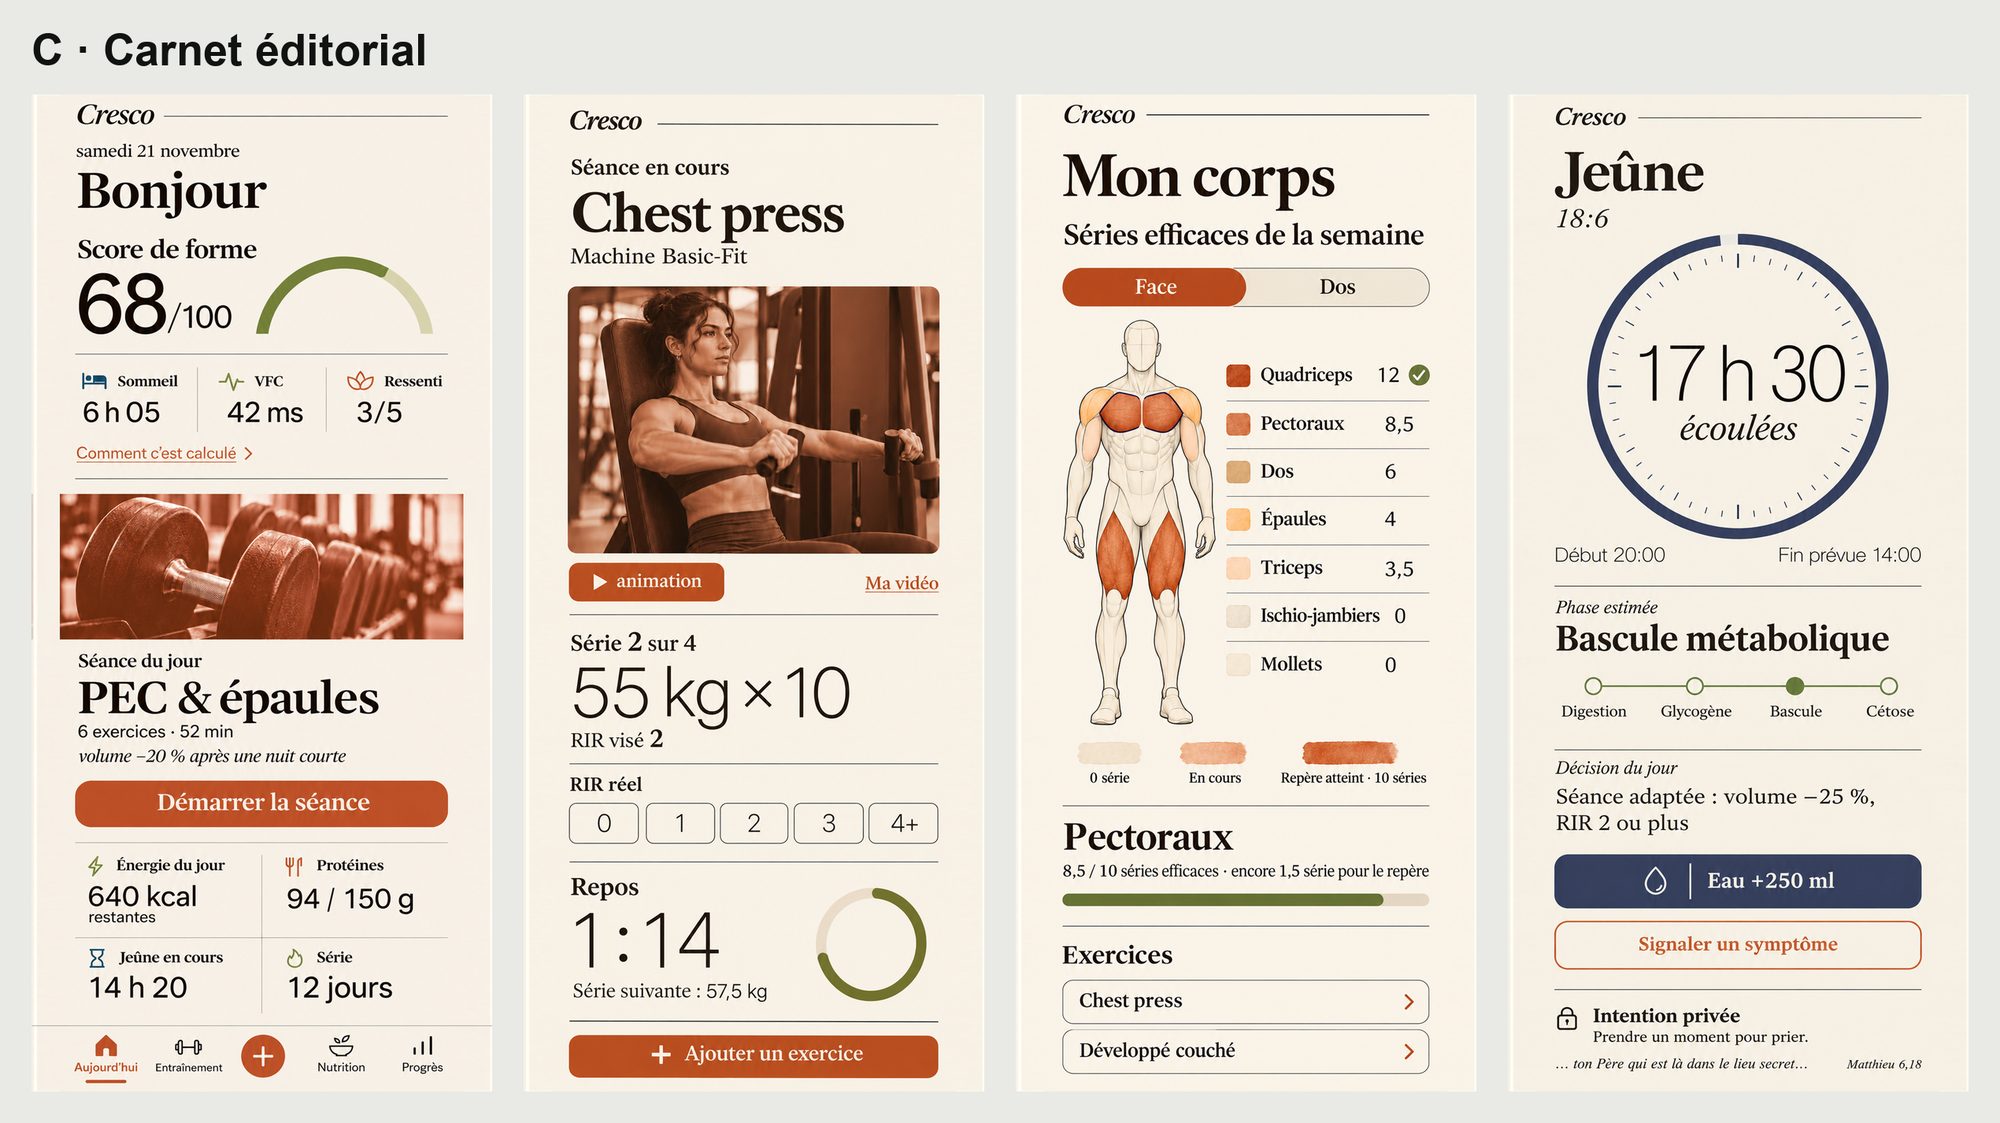 C · Carnet éditorial
Cresco
samedi 21 novembre
Bonjour
Score de forme
68/100
Sommeil
6 h 05
VFC
42 ms
Ressenti
3/5
Comment c'est calculé
Séance du jour
PEC & épaules
6 exercices · 52 min
volume −20 % après une nuit courte
Démarrer la séance
Énergie du jour
640 kcal
restantes
Protéines
94 / 150 g
Jeûne en cours
14 h 20
Série
12 jours
Aujourd'hui
Entraînement
Nutrition
Progrès
Cresco
Séance en cours
Chest press
Machine Basic-Fit
animation
Ma vidéo
Série 2 sur 4
55 kg × 10
RIR visé 2
RIR réel
0 1 2 3 4+
Repos
1:14
Série suivante : 57,5 kg
+ Ajouter un exercice
Cresco
Mon corps
Séries efficaces de la semaine
Face Dos
Quadriceps 12
Pectoraux 8,5
Dos 6
Épaules 4
Triceps 3,5
Ischio-jambiers 0
Mollets 0
0 série En cours Repère atteint · 10 séries
Pectoraux
8,5 / 10 séries efficaces · encore 1,5 série pour le repère
Exercices
Chest press
Développé couché
Cresco
Jeûne
18:6
17 h 30
écoulées
Début 20:00 Fin prévue 14:00
Phase estimée
Bascule métabolique
Digestion Glycogène Bascule Cétose
Décision du jour
Séance adaptée : volume −25 %,
RIR 2 ou plus
Eau +250 ml
Signaler un symptôme
Intention privée
Prendre un moment pour prier.
… ton Père qui est là dans le lieu secret… Matthieu 6,18